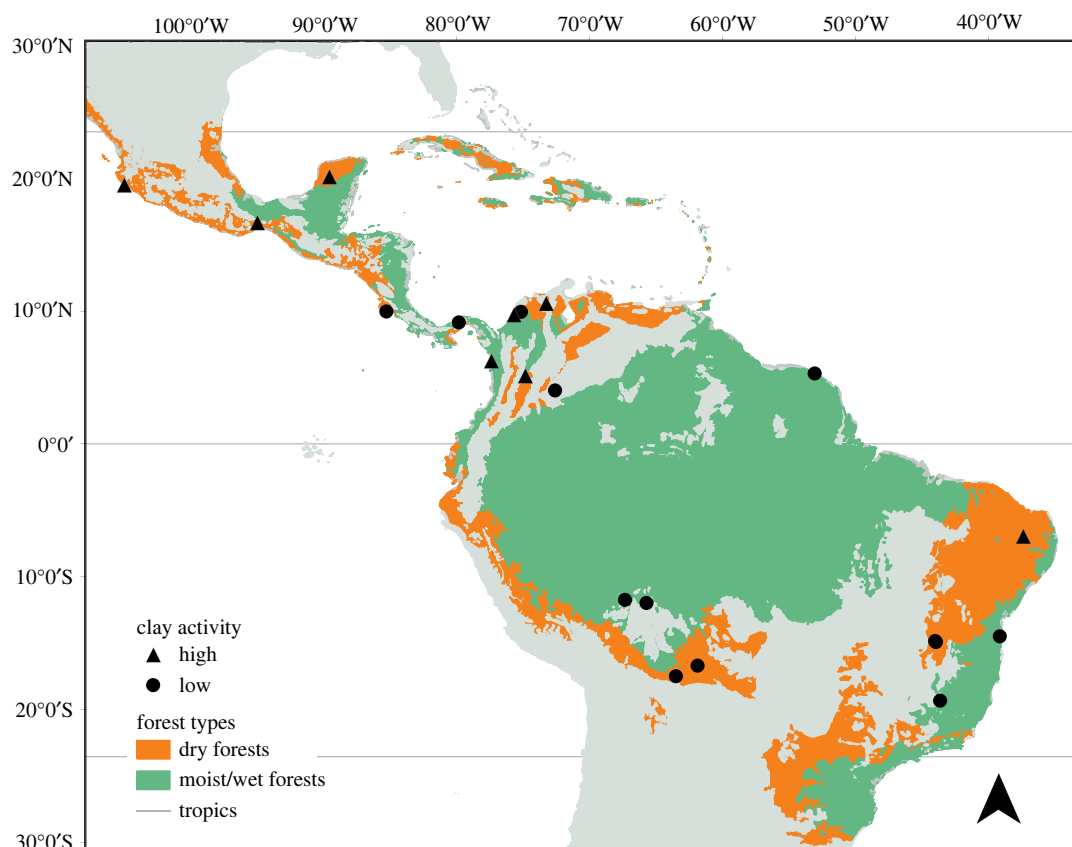 100°0′W 90°0′W 80°0′W 70°0′W 60°0′W 50°0′W 40°0′W
30°0′N
20°0′N
10°0′N
0°0′
10°0′S
20°0′S
30°0′S
clay activity
high
low
forest types
dry forests
moist/wet forests
tropics